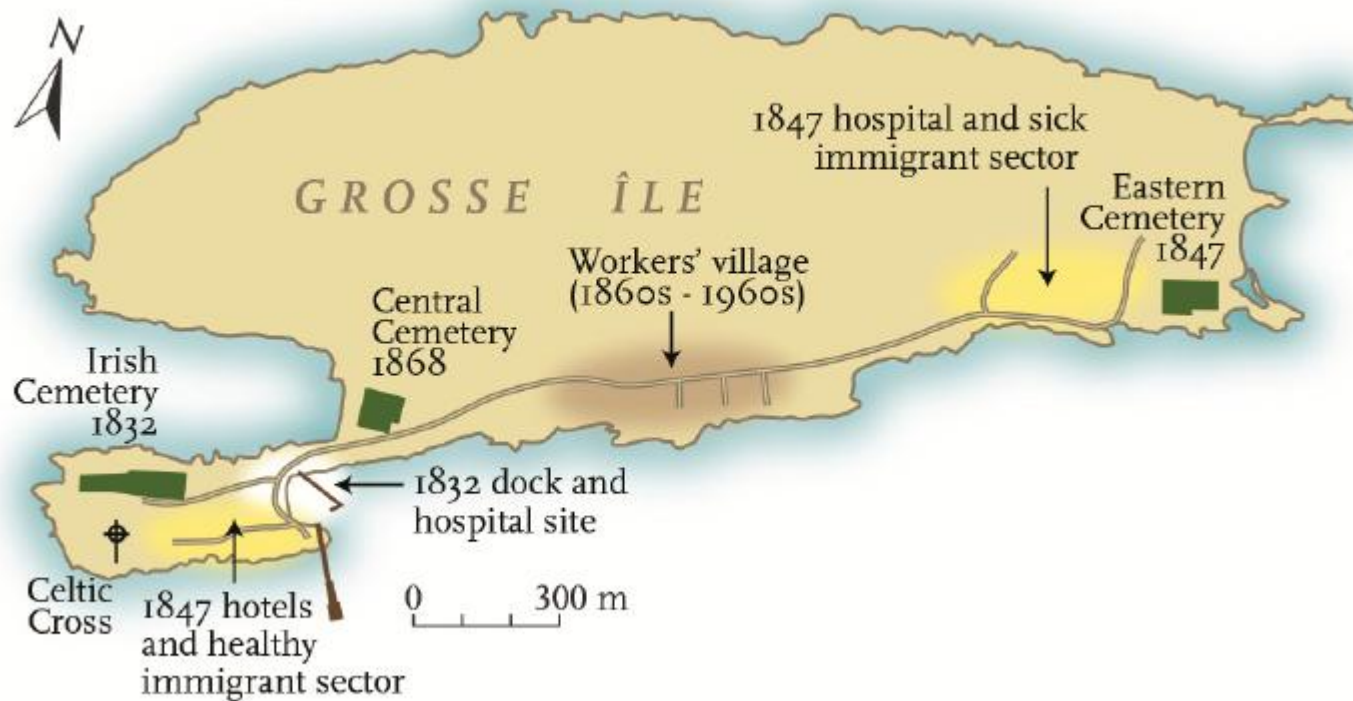 N
1847 hospital and sick
immigrant sector
GROSSE ÎLE
Eastern
Cemetery
1847
Workers' village
(1860s - 1960s)
Central
Cemetery
1868
Irish
Cemetery
1832
1832 dock and
hospital site
Celtic
Cross
1847 hotels
and healthy
immigrant sector
0 300 m